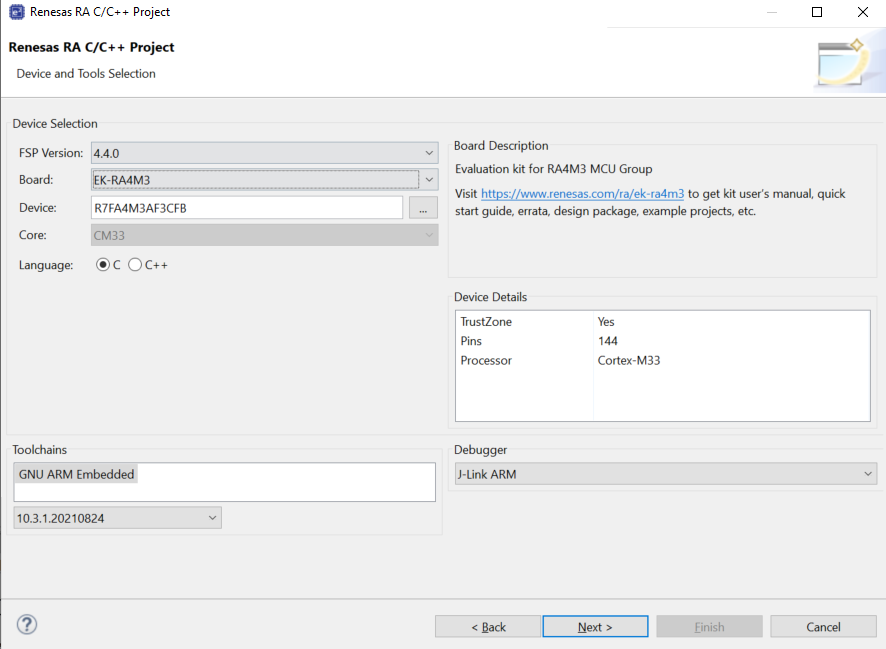 Renesas RA C/C++ Project
Renesas RA C/C++ Project
Device and Tools Selection
Device Selection
FSP Version: 4.4.0
Board: EK-RA4M3
Device: R7FA4M3AF3CFB ...
Core: CM33
Language: C C++
Board Description
Evaluation kit for RA4M3 MCU Group
Visit https://www.renesas.com/ra/ek-ra4m3 to get kit user's manual, quick
start guide, errata, design package, example projects, etc.
Device Details
TrustZone Yes
Pins 144
Processor Cortex-M33
Toolchains
GNU ARM Embedded
10.3.1.20210824
Debugger
J-Link ARM
? < Back Next > Finish Cancel